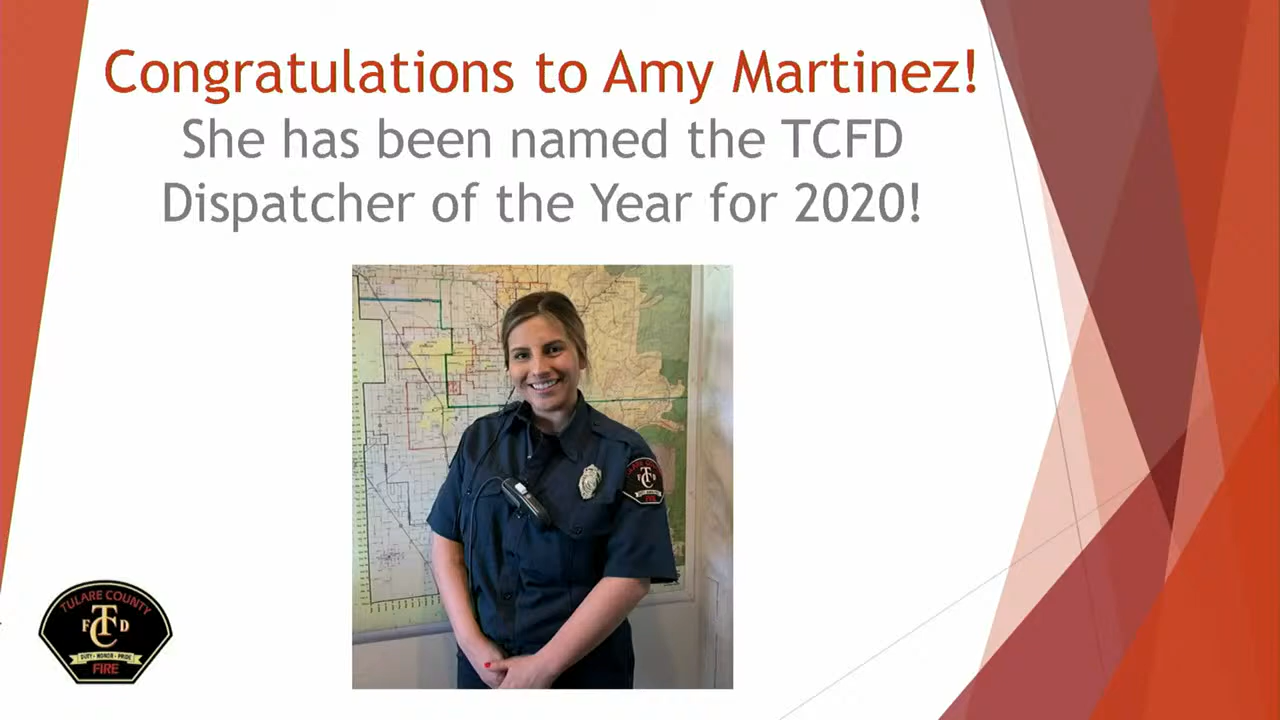 Congratulations to Amy Martinez!
She has been named the TCFD
Dispatcher of the Year for 2020!
TULARE COUNTY
TC
F D
DUTY • HONOR • PRIDE
FIRE